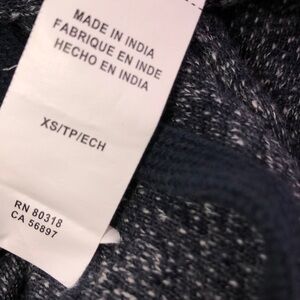 MADE IN INDIA
FABRIQUE EN INDE
HECHO EN INDIA
XS/TP/ECH
RN 80318
CA 56897